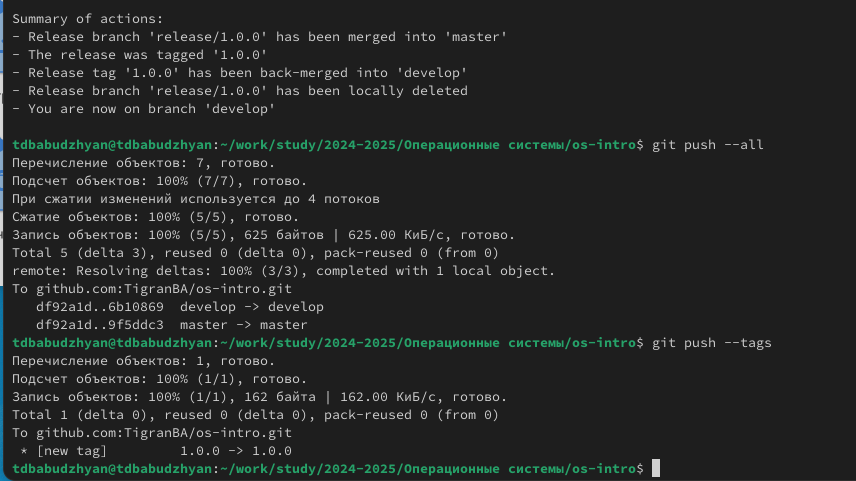 Summary of actions:
- Release branch 'release/1.0.0' has been merged into 'master'
- The release was tagged '1.0.0'
- Release tag '1.0.0' has been back-merged into 'develop'
- Release branch 'release/1.0.0' has been locally deleted
- You are now on branch 'develop'
tdbabudzhyan@tdbabudzhyan:~/work/study/2024-2025/Операционные системы/os-intro$ git push --all
Перечисление объектов: 7, готово.
Подсчет объектов: 100% (7/7), готово.
При сжатии изменений используется до 4 потоков
Сжатие объектов: 100% (5/5), готово.
Запись объектов: 100% (5/5), 625 байтов | 625.00 КиБ/с, готово.
Total 5 (delta 3), reused 0 (delta 0), pack-reused 0 (from 0)
remote: Resolving deltas: 100% (3/3), completed with 1 local object.
To github.com:TigranBA/os-intro.git
   df92a1d..6b10869  develop -> develop
   df92a1d..9f5ddc3  master -> master
tdbabudzhyan@tdbabudzhyan:~/work/study/2024-2025/Операционные системы/os-intro$ git push --tags
Перечисление объектов: 1, готово.
Подсчет объектов: 100% (1/1), готово.
Запись объектов: 100% (1/1), 162 байта | 162.00 КиБ/с, готово.
Total 1 (delta 0), reused 0 (delta 0), pack-reused 0 (from 0)
To github.com:TigranBA/os-intro.git
 * [new tag]         1.0.0 -> 1.0.0
tdbabudzhyan@tdbabudzhyan:~/work/study/2024-2025/Операционные системы/os-intro$